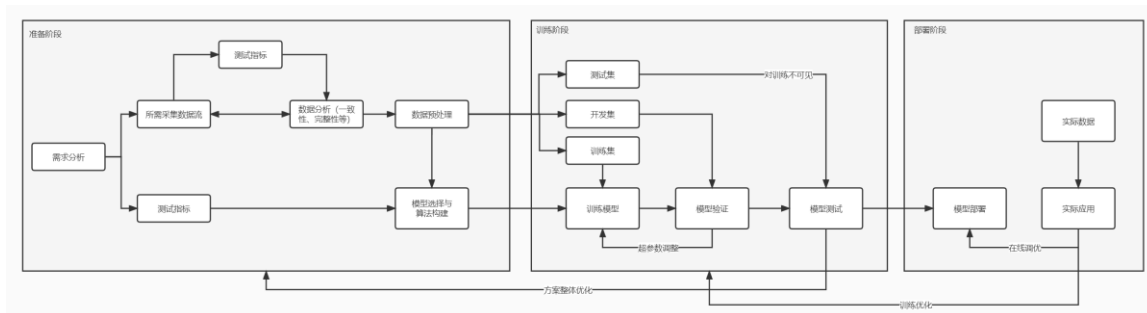 准备阶段
测试指标
所需采集数据流
数据分析（一致
性、完整性等）
数据预处理
需求分析
测试指标
模型选择与
算法构建
训练阶段
测试集
对训练不可见
开发集
训练集
训练模型
模型验证
模型测试
超参数调整
部署阶段
实际数据
模型部署
实际应用
在线调优
方案整体优化
训练优化